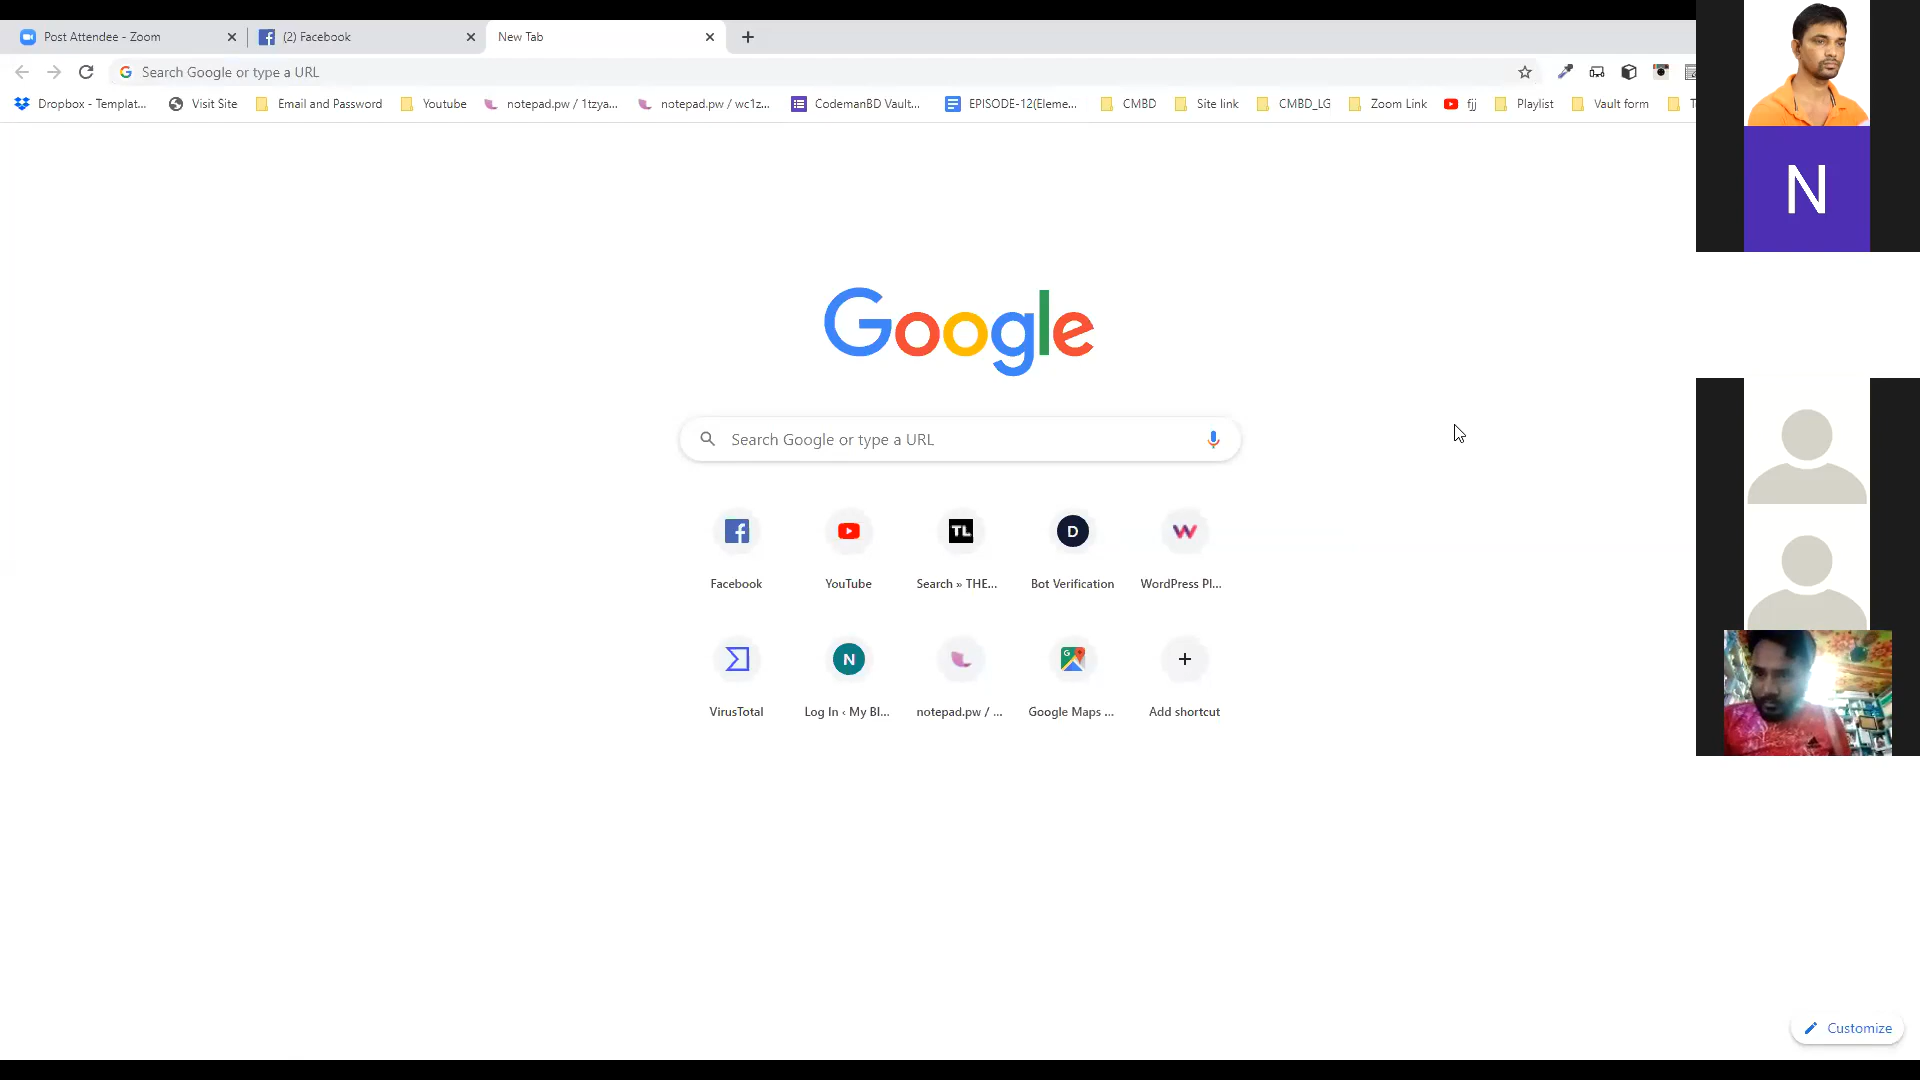 Post Attendee - Zoom
(2) Facebook
New Tab
Search Google or type a URL
Dropbox - Templat...
Visit Site
Email and Password
Youtube
notepad.pw / 1tzya...
notepad.pw / wc1z...
CodemanBD Vault...
EPISODE-12(Eleme...
CMBD
Site link
CMBD_LG
Zoom Link
fjj
Playlist
Vault form
N
Google
Search Google or type a URL
TL
D
W
Facebook
YouTube
Search » THE...
Bot Verification
WordPress Pl...
N
G
VirusTotal
Log In ‹ My Bl...
notepad.pw / ...
Google Maps ...
Add shortcut
Customize